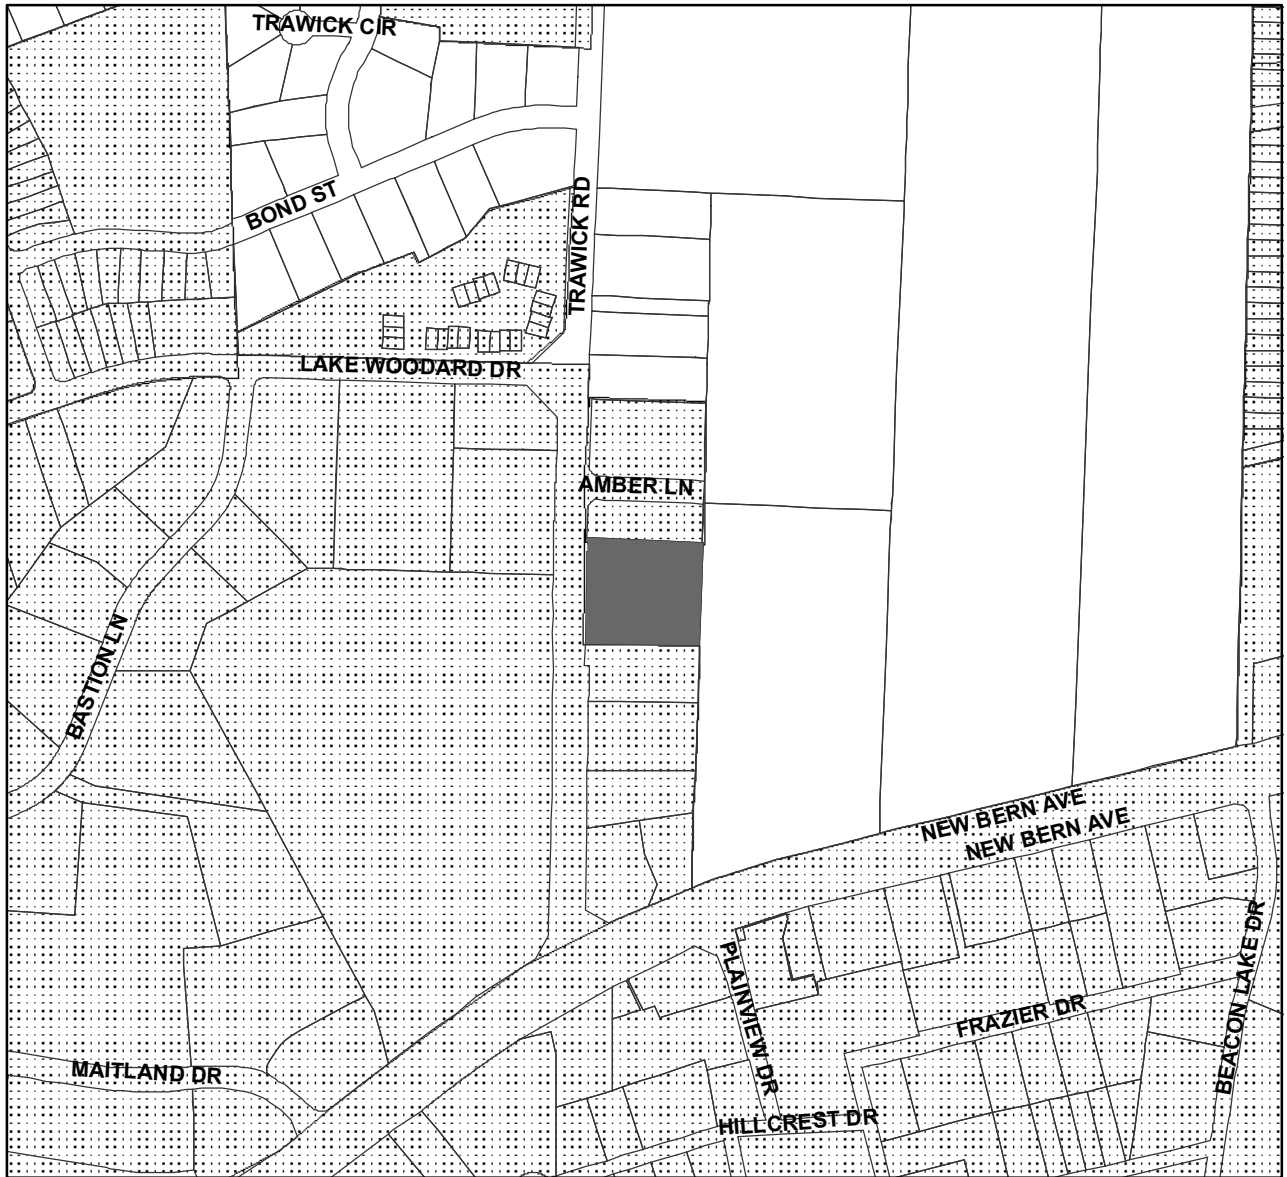 TRAWICK CIR
BOND ST
TRAWICK RD
LAKE WOODARD DR
AMBER LN
BASTION LN
NEW BERN AVE
NEW BERN AVE
PLAINVIEW DR
BEACON LAKE DR
FRAZIER DR
MAITLAND DR
HILLCREST DR